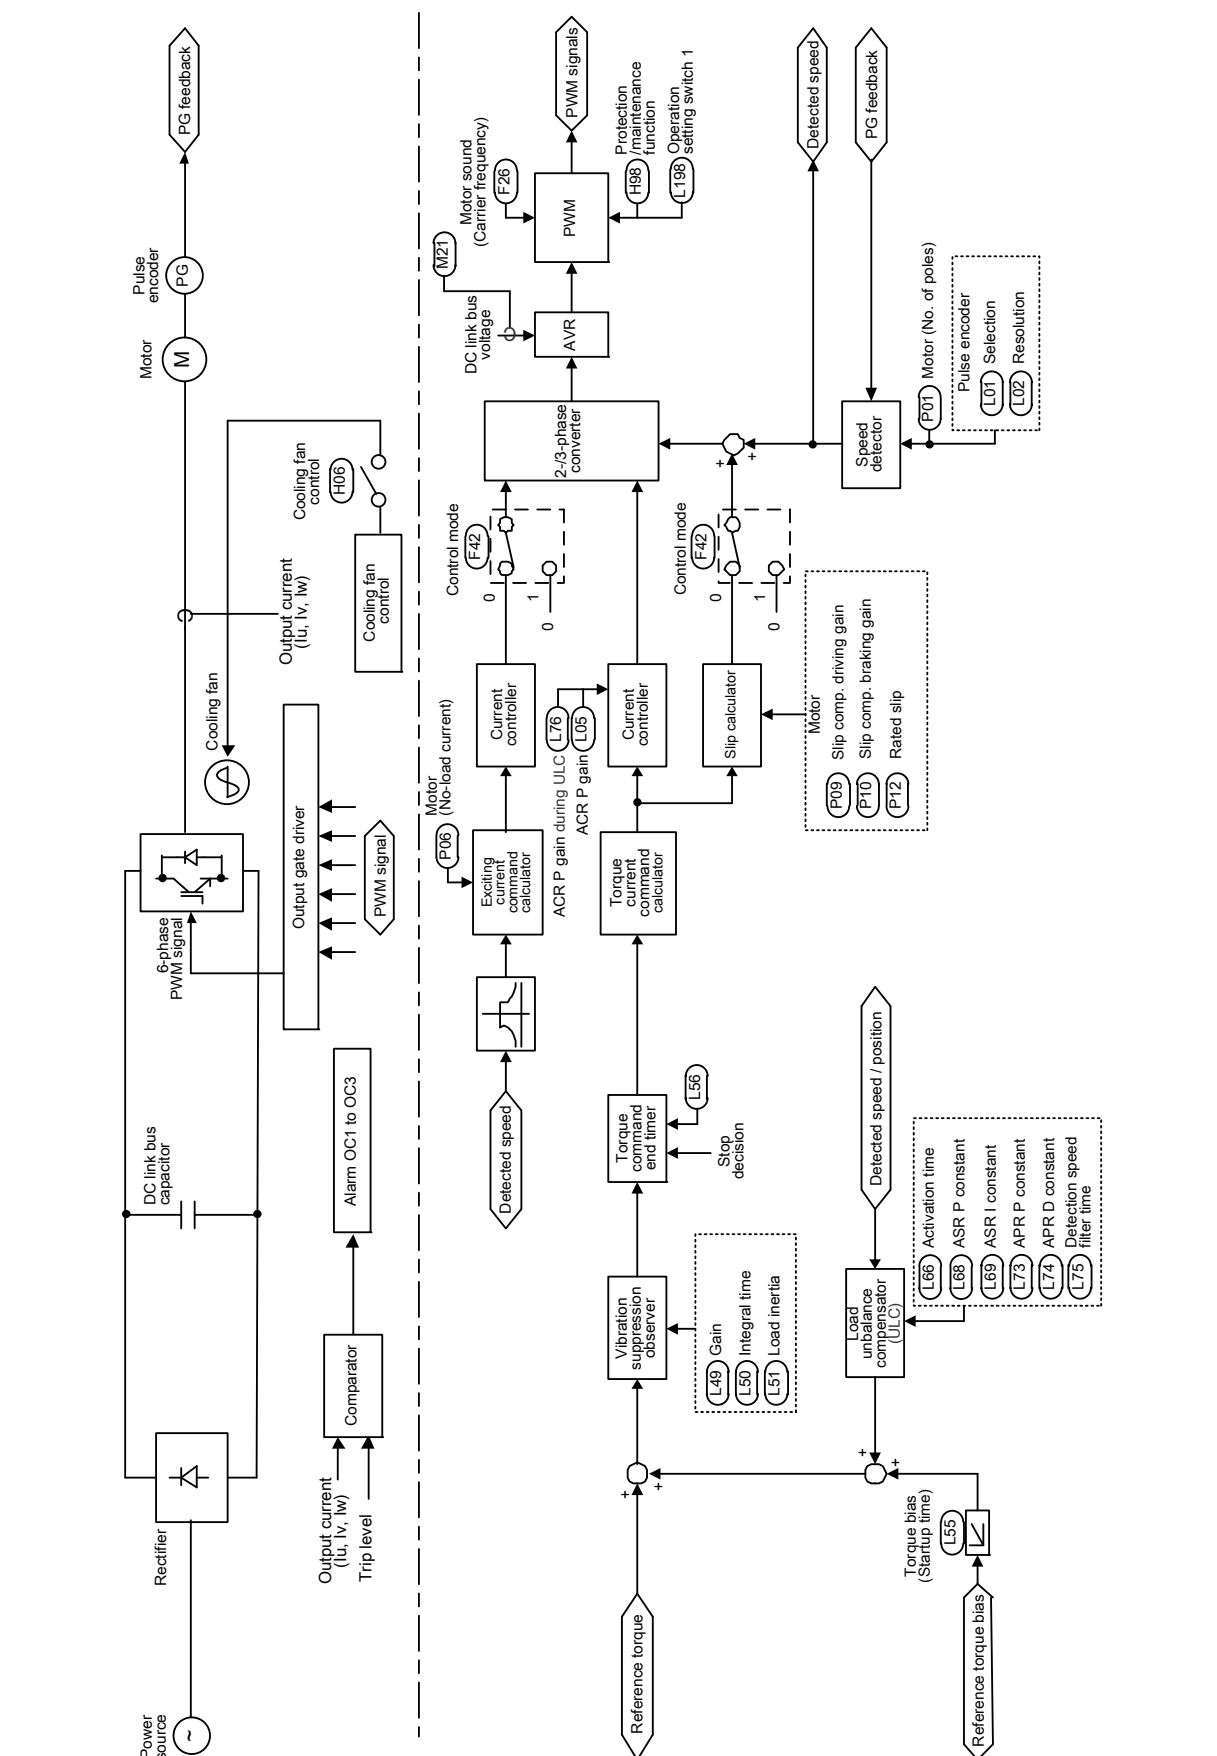 Power
source
~
Rectifier
DC link bus
capacitor
6-phase
PWM signal
Output gate driver
PWM signal
Cooling fan
Output current
(Iu, Iv, Iw)
Cooling fan
control
Cooling fan
control
H06
Motor
M
Pulse
encoder
PG
PG feedback
Output current
(Iu, Iv, Iw)
Trip level
Comparator
Alarm OC1 to OC3
Detected speed
Exciting
current
command
calculator
P06
Motor
(No-load current)
Current
controller
Control mode
F42
0
1
0
2-/3-phase
converter
DC link bus
voltage
M21
AVR
Motor sound
(Carrier frequency)
F26
PWM
PWM signals
H98
Protection
/maintenance
function
L198
Operation
setting switch 1
Reference torque
+
+
Vibration
suppression
observer
L49 Gain
L50 Integral time
L51 Load inertia
Torque
command
end timer
Stop
decision
L56
Torque
current
command
calculator
ACR P gain during ULC
L76
ACR P gain
L05
Current
controller
Slip calculator
Control mode
F42
0
1
0
+
+
Motor
P09 Slip comp. driving gain
P10 Slip comp. braking gain
P12 Rated slip
Speed
detector
Detected speed
PG feedback
P01 Motor (No. of poles)
Pulse encoder
L01 Selection
L02 Resolution
Reference torque bias
Torque bias
(Startup time)
L55
+
+
Load
unbalance
compensator
(ULC)
Detected speed / position
L66 Activation time
L68 ASR P constant
L69 ASR I constant
L73 APR P constant
L74 APR D constant
L75 Detection speed
filter time